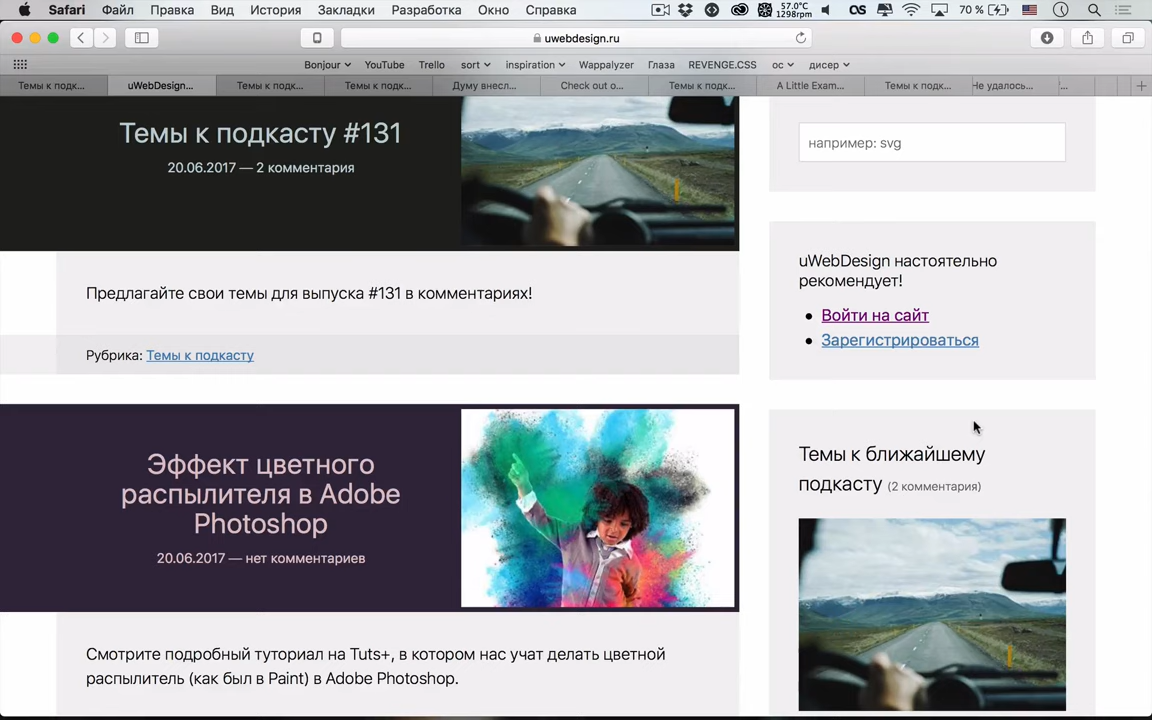 Safari Файл Правка Вид История Закладки Разработка Окно Справка 57.0°C 1298rpm 70 %
uwebdesign.ru
Bonjour YouTube Trello sort inspiration Wappalyzer Глаза REVENGE.CSS ос дисер
Темы к подк... uWebDesign... Темы к подк... Темы к подк... Думу внесл... Check out o... Темы к подк... A Little Exam... Темы к подк... Не удалось...
Темы к подкасту #131
20.06.2017 — 2 комментария
Предлагайте свои темы для выпуска #131 в комментариях!
Рубрика: Темы к подкасту
Эффект цветного
распылителя в Adobe
Photoshop
20.06.2017 — нет комментариев
Смотрите подробный туториал на Tuts+, в котором нас учат делать цветной
распылитель (как был в Paint) в Adobe Photoshop.
например: svg
uWebDesign настоятельно
рекомендует!
Войти на сайт
Зарегистрироваться
Темы к ближайшему
подкасту (2 комментария)